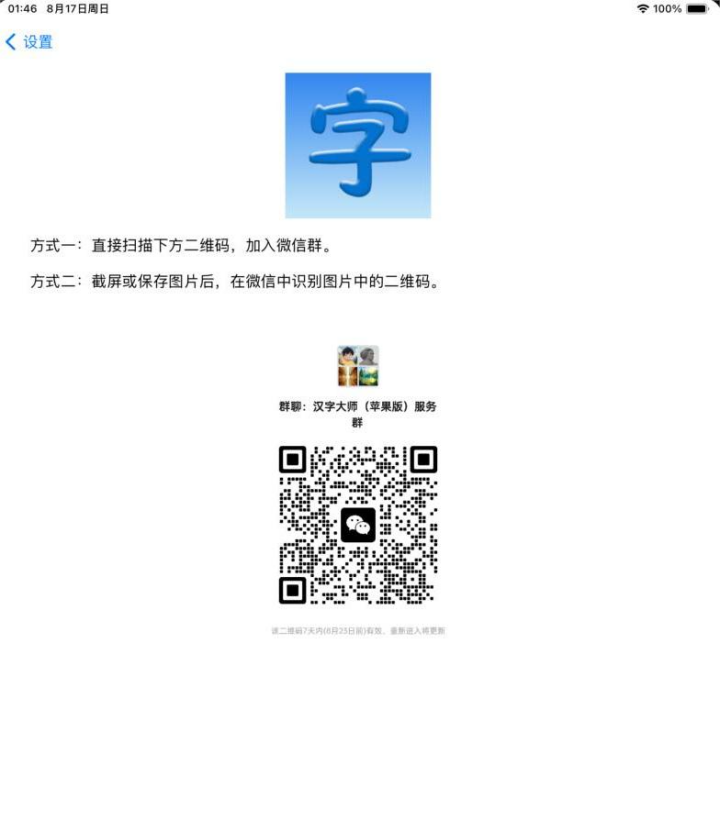 01:46 8月17日周日
100%
设置
字
方式一：直接扫描下方二维码，加入微信群。
方式二：截屏或保存图片后，在微信中识别图片中的二维码。
群聊：汉字大师（苹果版）服务
群
该二维码7天内(8月23日前)有效，重新进入将更新